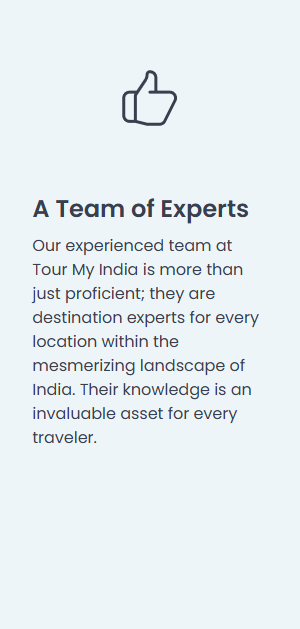 A Team of Experts
Our experienced team at
Tour My India is more than
just proficient; they are
destination experts for every
location within the
mesmerizing landscape of
India. Their knowledge is an
invaluable asset for every
traveler.